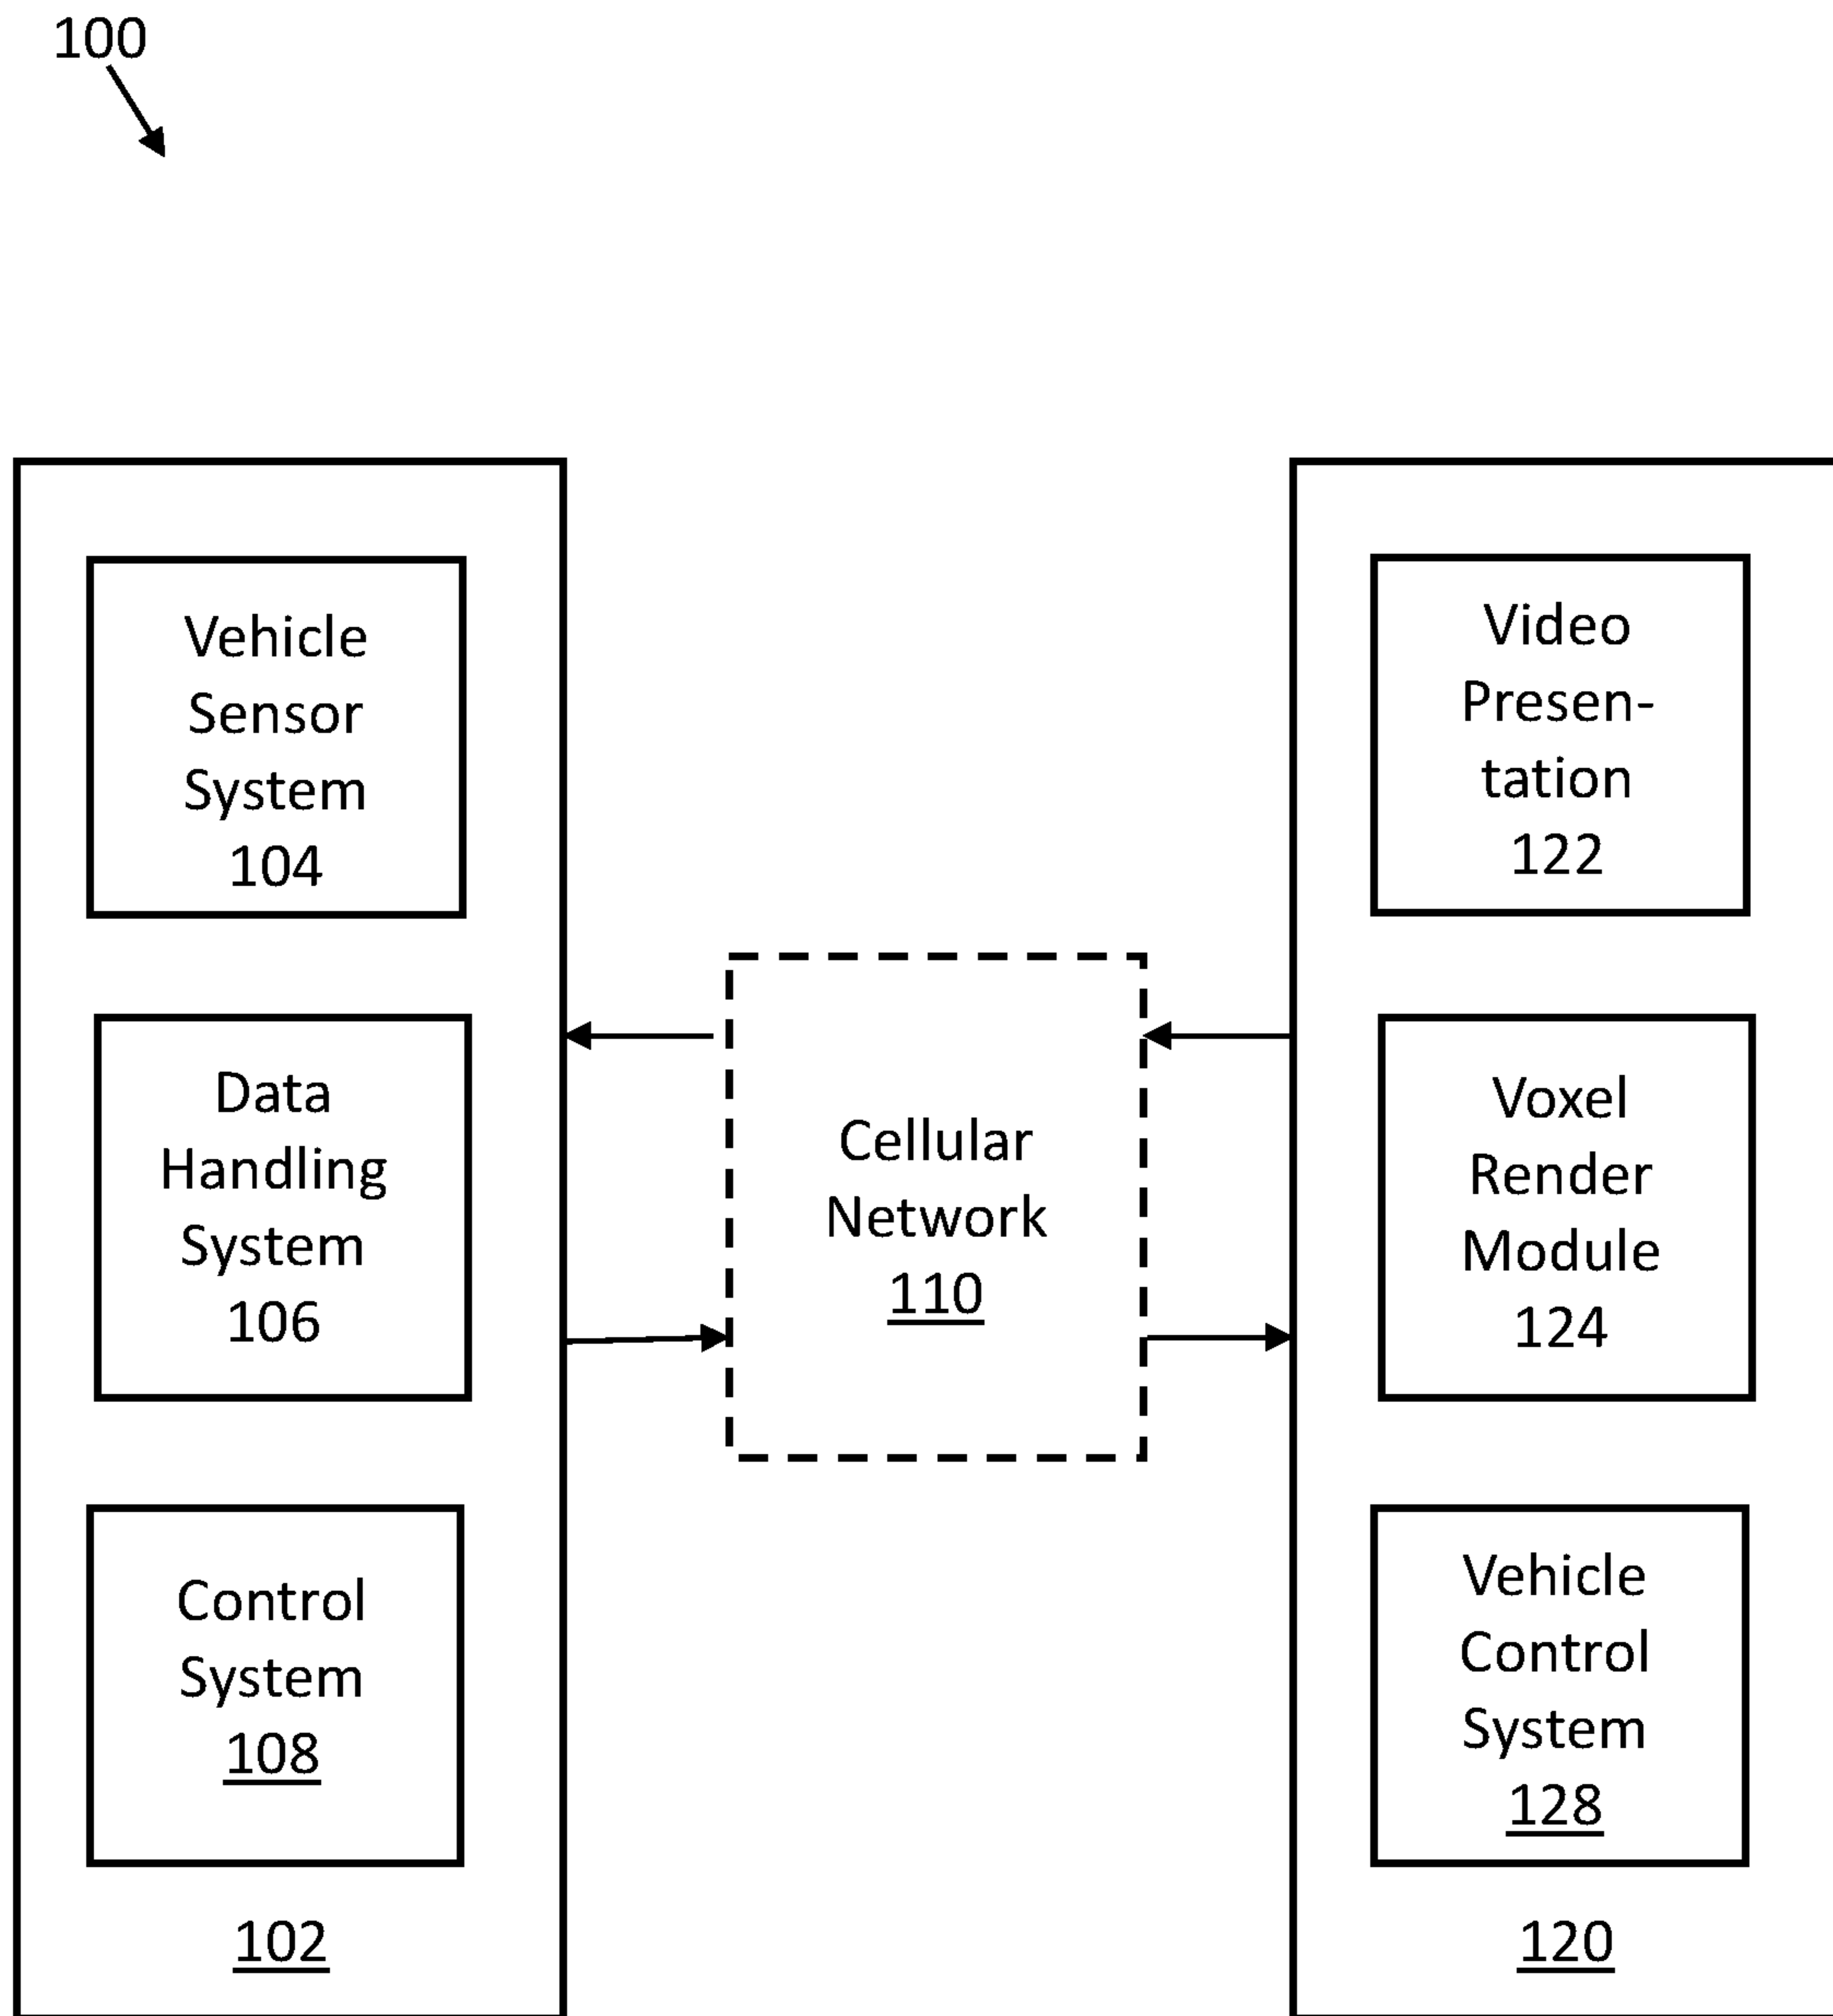 100
Vehicle
Sensor
System
104
Data
Handling
System
106
Control
System
108
102
Cellular
Network
110
Video
Presen-
tation
122
Voxel
Render
Module
124
Vehicle
Control
System
128
120